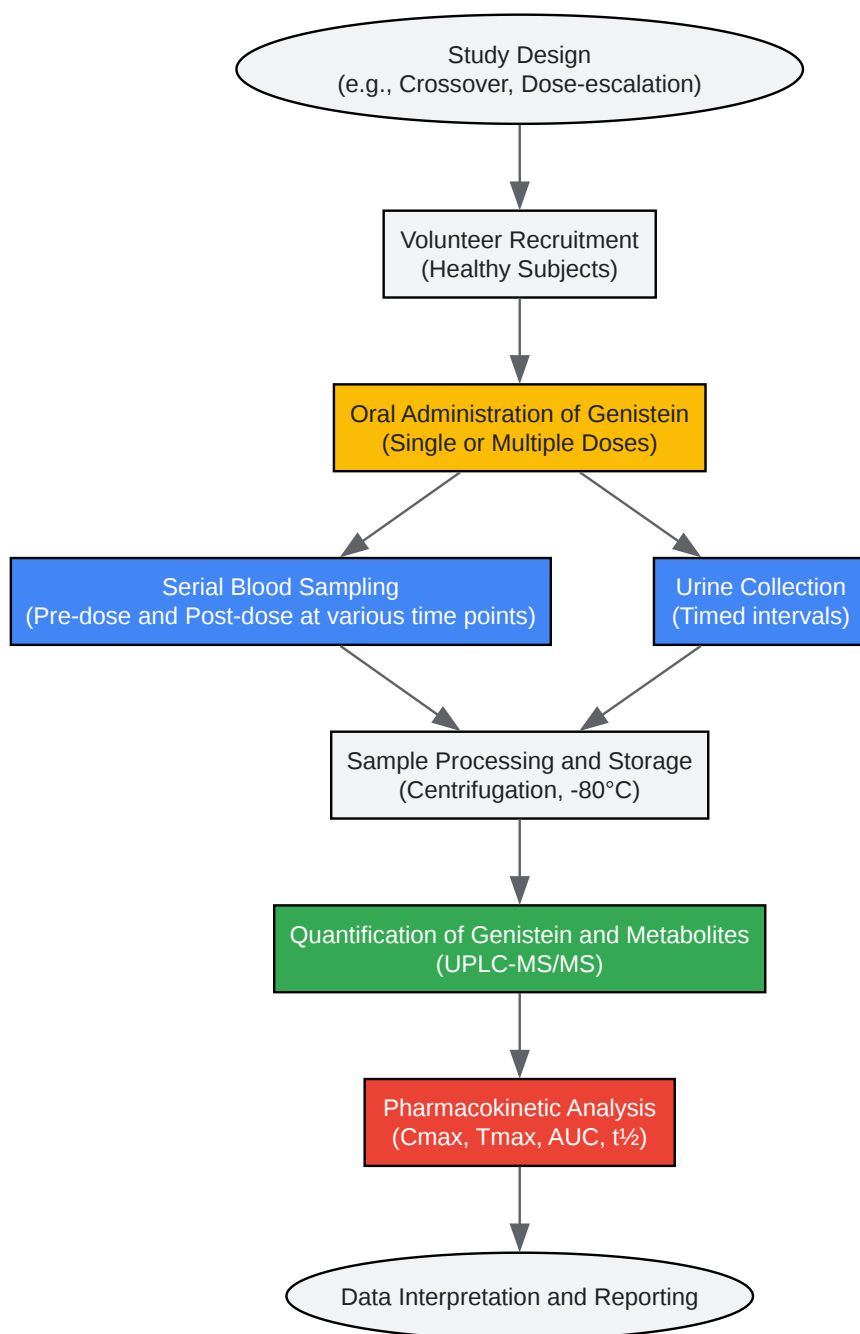 Study Design
(e.g., Crossover, Dose-escalation)
Volunteer Recruitment
(Healthy Subjects)
Oral Administration of Genistein
(Single or Multiple Doses)
Serial Blood Sampling
(Pre-dose and Post-dose at various time points)
Urine Collection
(Timed intervals)
Sample Processing and Storage
(Centrifugation, -80°C)
Quantification of Genistein and Metabolites
(UPLC-MS/MS)
Pharmacokinetic Analysis
(Cmax, Tmax, AUC, t½)
Data Interpretation and Reporting